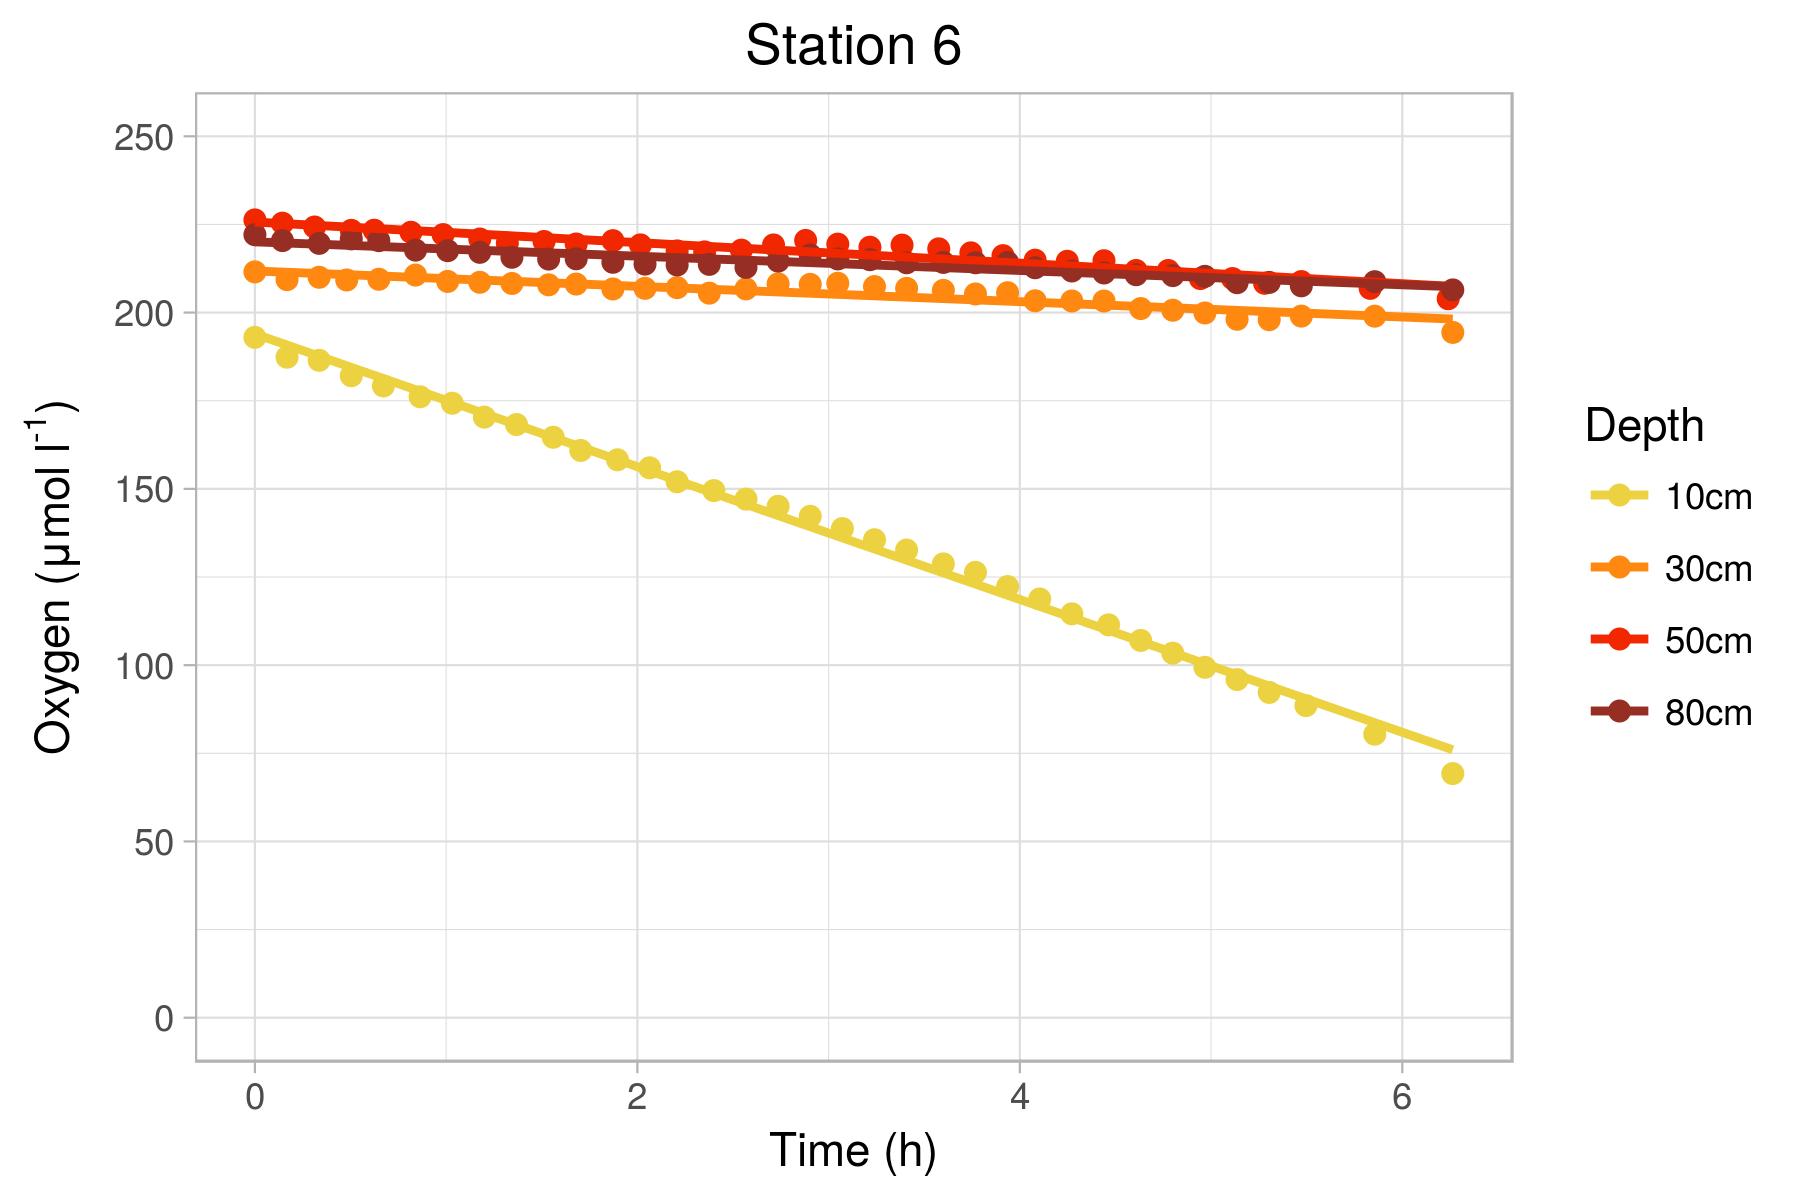 Station 6
250
200
150
100
50
0
0 2 4 6
Time (h)
Oxygen (µmol l⁻¹)
Depth
10cm
30cm
50cm
80cm